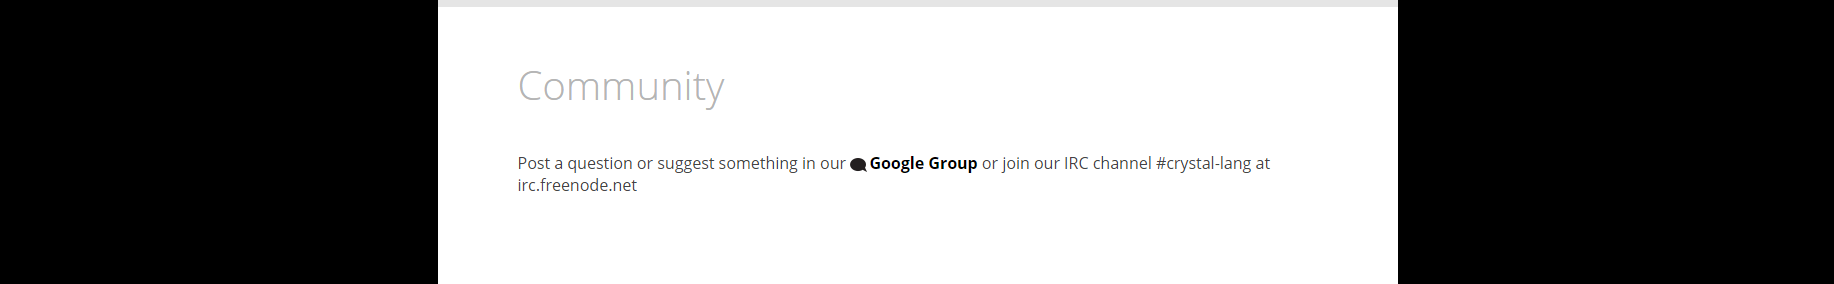 Community
Post a question or suggest something in our Google Group or join our IRC channel #crystal-lang at
irc.freenode.net